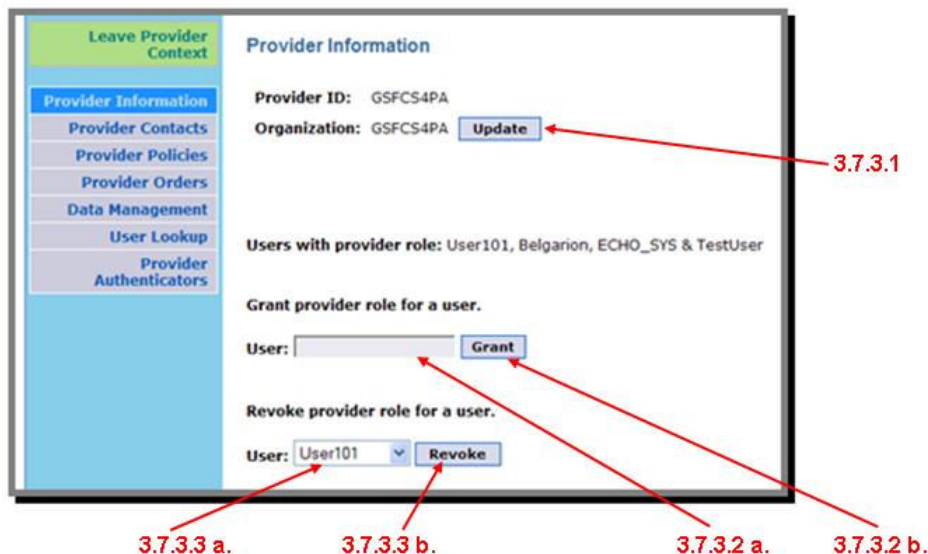 Leave Provider
Context
Provider Information
Provider Contacts
Provider Policies
Provider Orders
Data Management
User Lookup
Provider
Authenticators
Provider Information
Provider ID: GSFCS4PA
Organization: GSFCS4PA Update
3.7.3.1
Users with provider role: User101, Belgarion, ECHO_SYS & TestUser
Grant provider role for a user.
User: Grant
Revoke provider role for a user.
User: User101 Revoke
3.7.3.3 a. 3.7.3.3 b. 3.7.3.2 a. 3.7.3.2 b.